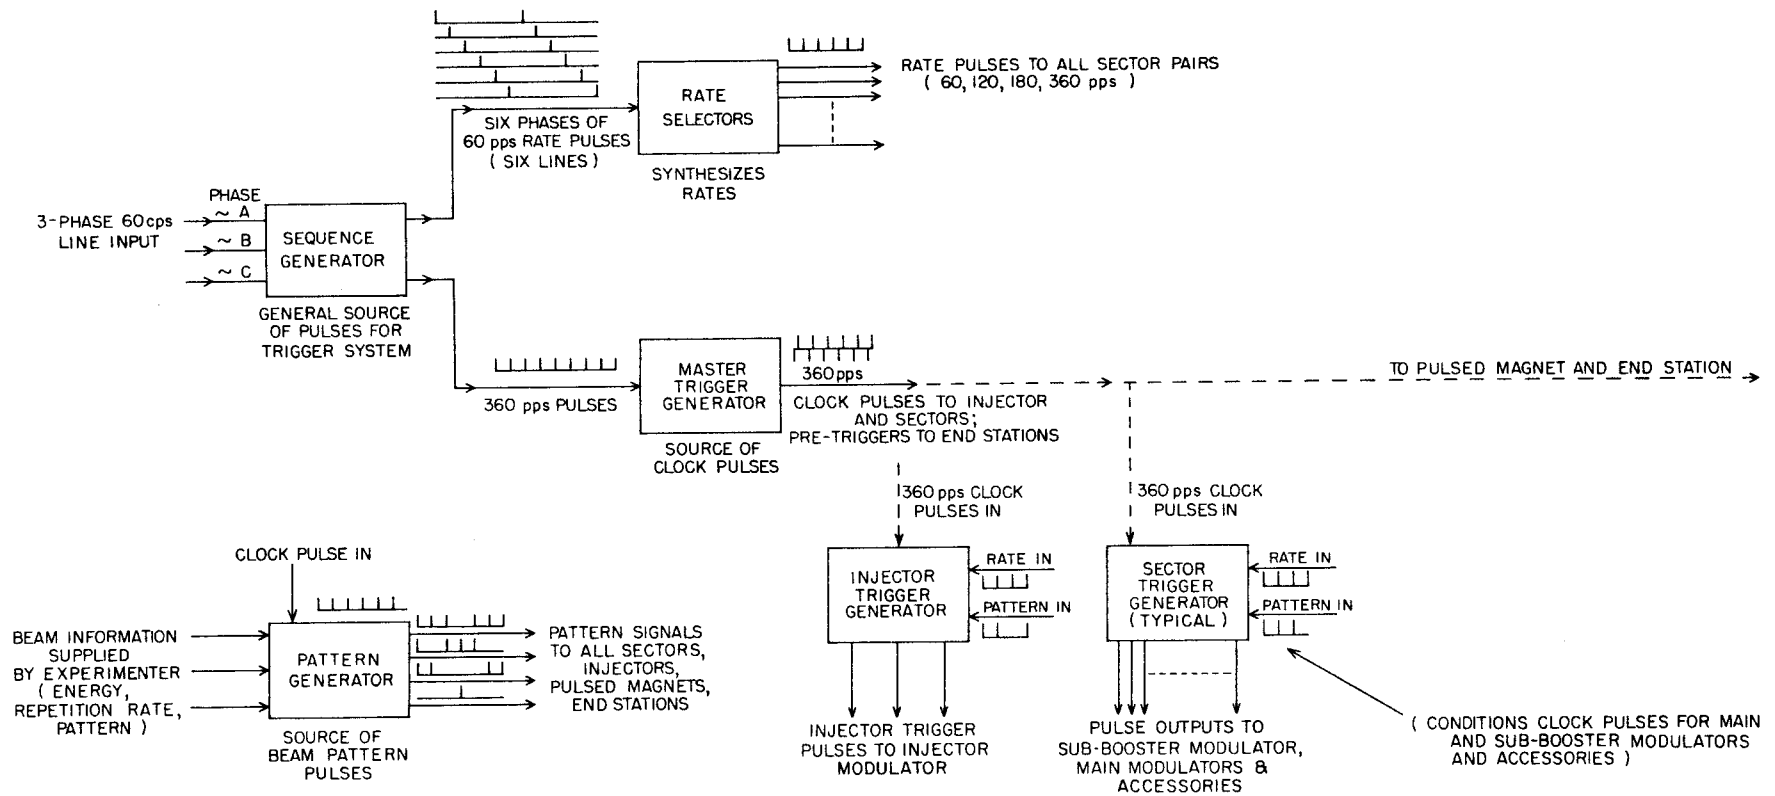 RATE PULSES TO ALL SECTOR PAIRS
( 60, 120, 180, 360 pps )
RATE
SELECTORS
SIX PHASES OF
60 pps RATE PULSES
( SIX LINES )
SYNTHESIZES
RATES
PHASE
~ A
~ B
~ C
3-PHASE 60cps
LINE INPUT
SEQUENCE
GENERATOR
GENERAL SOURCE
OF PULSES FOR
TRIGGER SYSTEM
360 pps PULSES
MASTER
TRIGGER
GENERATOR
SOURCE OF
CLOCK PULSES
360 pps
CLOCK PULSES TO INJECTOR
AND SECTORS;
PRE-TRIGGERS TO END STATIONS
TO PULSED MAGNET AND END STATION
360 pps CLOCK
PULSES IN
360 pps CLOCK
PULSES IN
CLOCK PULSE IN
BEAM INFORMATION
SUPPLIED
BY EXPERIMENTER
( ENERGY,
REPETITION RATE,
PATTERN )
PATTERN
GENERATOR
SOURCE OF
BEAM PATTERN
PULSES
PATTERN SIGNALS
TO ALL SECTORS,
INJECTORS,
PULSED MAGNETS,
END STATIONS
INJECTOR
TRIGGER
GENERATOR
RATE IN
PATTERN IN
INJECTOR TRIGGER
PULSES TO INJECTOR
MODULATOR
SECTOR
TRIGGER
GENERATOR
(TYPICAL)
RATE IN
PATTERN IN
PULSE OUTPUTS TO
SUB-BOOSTER MODULATOR,
MAIN MODULATORS &
ACCESSORIES
( CONDITIONS CLOCK PULSES FOR MAIN
AND SUB-BOOSTER MODULATORS
AND ACCESSORIES )